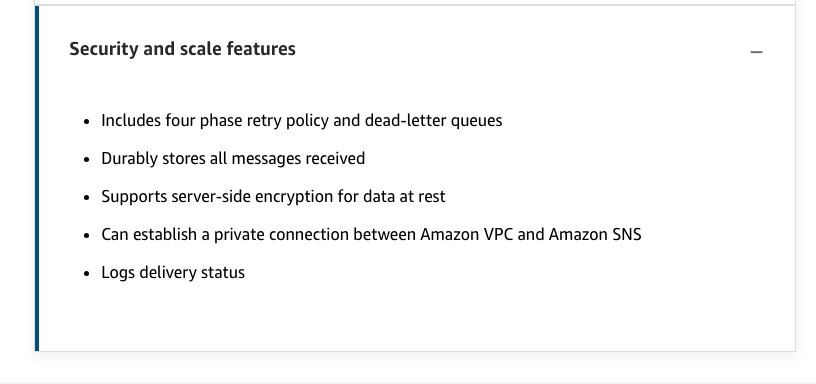 Security and scale features
• Includes four phase retry policy and dead-letter queues
• Durably stores all messages received
• Supports server-side encryption for data at rest
• Can establish a private connection between Amazon VPC and Amazon SNS
• Logs delivery status